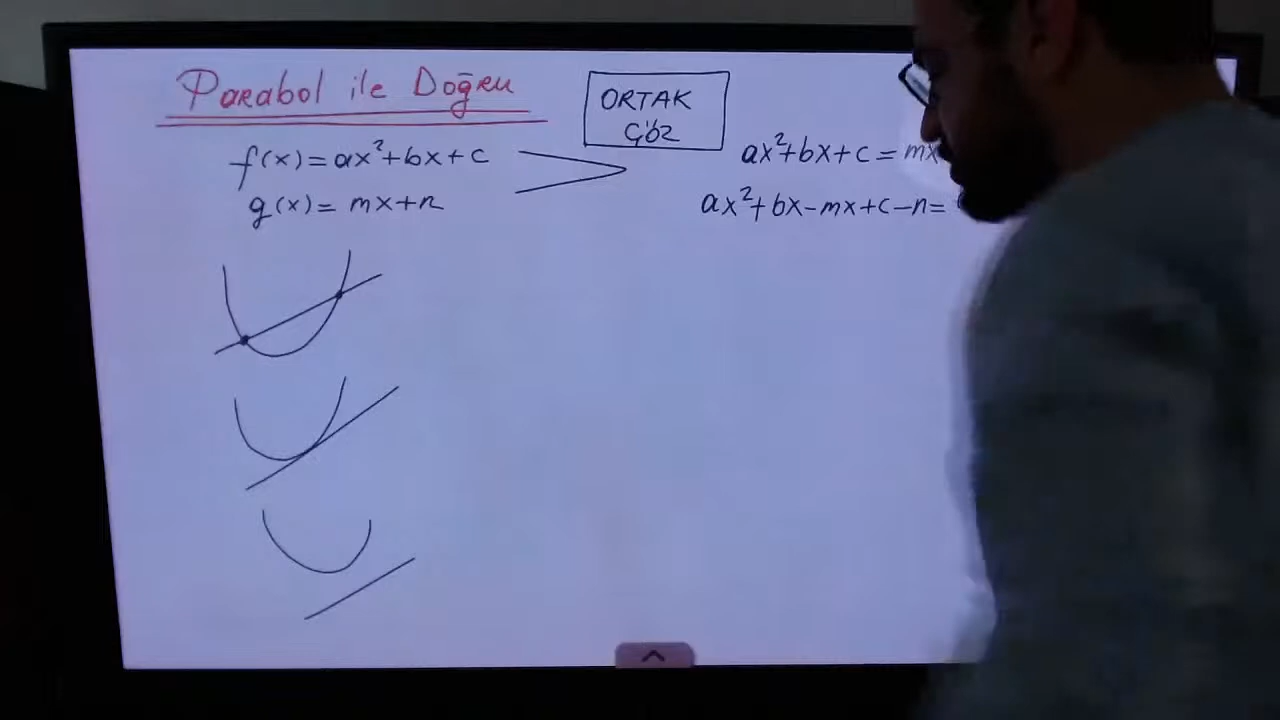 Parabol ile Doğru
ORTAK
ÇÖZ
f(x) = ax²+bx+c
g(x) = mx+n
ax²+bx+c = mx
ax²+bx-mx+c-n=